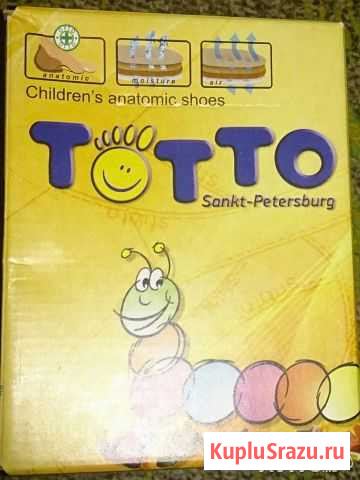 anatomic
moisture
air
Children's anatomic shoes
TOTTO
Sankt-Petersburg
KupluSrazu.ru